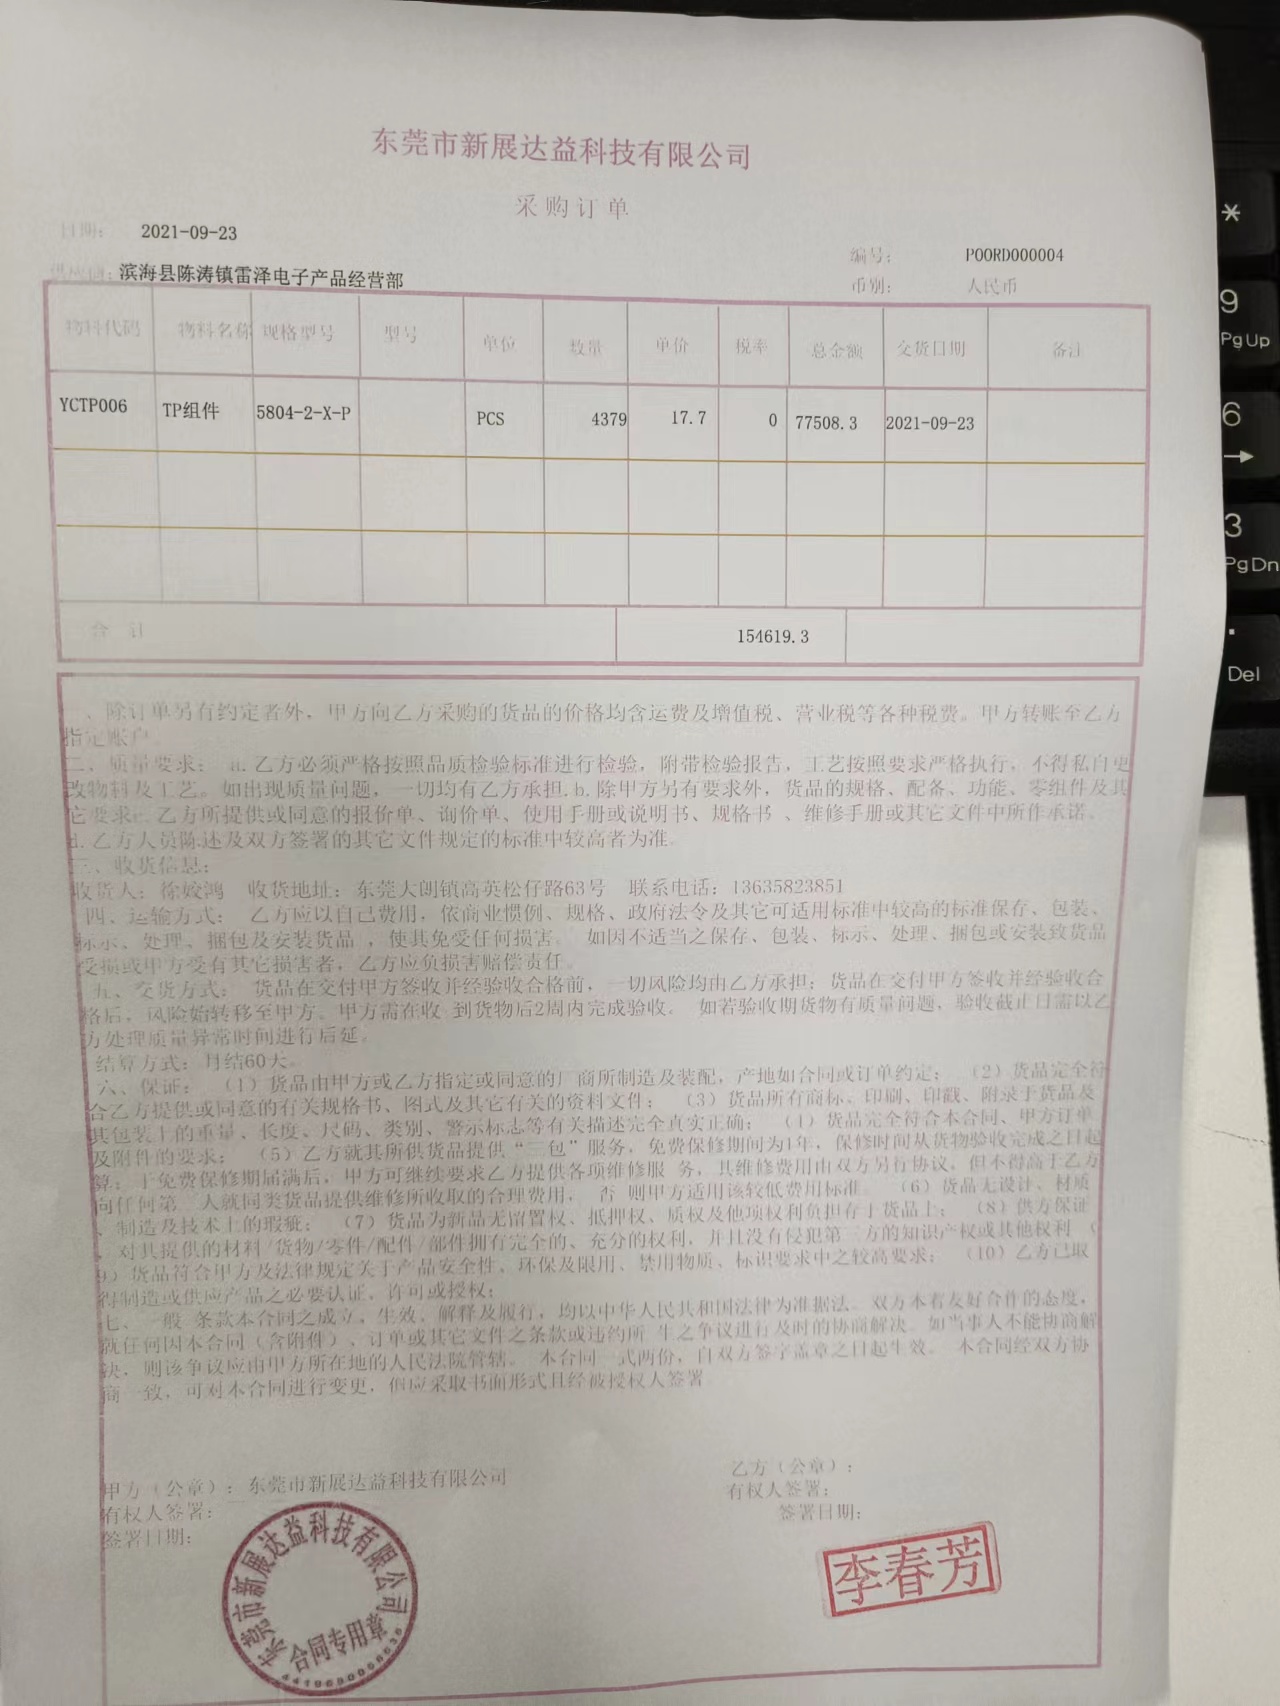 东莞市新展达益科技有限公司
采购订单
日期: 2021-09-23
编号: POORD000004
供应商: 滨海县陈涛镇雷泽电子产品经营部
币别: 人民币
物料代码 物料名称 规格型号 型号 单位 数量 单价 税率 总金额 交货日期 备注
YCTP006 TP组件 5804-2-X-P PCS 4379 17.7 0 77508.3 2021-09-23
合 计 154619.3
一、除订单另有约定者外，甲方向乙方采购的货品的价格均含运费及增值税、营业税等各种税费。甲方转账至乙方
指定账户。
二、质量要求: a.乙方必须严格按照品质检验标准进行检验，附带检验报告，工艺按照要求严格执行，不得私自更
改物料及工艺。如出现质量问题，一切均有乙方承担.b.除甲方另有要求外，货品的规格、配备、功能、零组件及其
它要求c.乙方所提供或同意的报价单、询价单、使用手册或说明书、规格书 、维修手册或其它文件中所作承诺。
d.乙方人员陈述及双方签署的其它文件规定的标准中较高者为准。
三、收货信息:
收货人: 徐姣鸿 收货地址: 东莞大朗镇高英松仔路63号 联系电话: 13635823851
四、运输方式: 乙方应以自己费用，依商业惯例、规格、政府法令及其它可适用标准中较高的标准保存、包装、
标示、处理、捆包及安装货品 ，使其免受任何损害。 如因不适当之保存、包装、标示、处理、捆包或安装致货品
受损或甲方受有其它损害者，乙方应负损害赔偿责任。
五、交货方式: 货品在交付甲方签收并经验收合格前，一切风险均由乙方承担; 货品在交付甲方签收并经验收合
格后，风险始转移至甲方。甲方需在收 到货物后2周内完成验收。 如若验收期货物有质量问题、验收截止日需以乙
方处理质量异常时间进行后延。
结算方式: 月结60天。
六、保证: （1）货品由甲方或乙方指定或同意的厂商所制造及装配，产地如合同或订单约定; （2）货品完全符
合乙方提供或同意的有关规格书、图式及其它有关的资料文件; （3）货品所有商标、印刷、印戳、附录于货品及
其包装上的重量、长度、尺码、类别、警示标志等有关描述完全真实正确; （4）货品完全符合本合同、甲方订单
及附件的要求; （5）乙方就其所供货品提供“三包”服务，免费保修期间为1年，保修时间从货物验收完成之日起
算; 于免费保修期届满后，甲方可继续要求乙方提供各项维修服 务，其维修费用由双方另行协议，但不得高于乙方
向任何第三人就同类货品提供维修所收取的合理费用， 否 则甲方适用该较低费用标准 （6）货品无设计、材质
、制造及技术上的瑕疵; （7）货品为新品无留置权、抵押权、质权及他项权利负担存于货品上; （8）供方保证
，对其提供的材料/货物/零件/配件/部件拥有完全的、充分的权利，并且没有侵犯第三方的知识产权或其他权利 （
9）货品符合甲方及法律规定关于产品安全性、环保及限用、禁用物质、标识要求中之较高要求; （10）乙方已取
得制造或供应产品之必要认证、许可或授权;
七、一般 条款本合同之成立、生效、解释及履行，均以中华人民共和国法律为准据法。双方本着友好合作的态度，
就任何因本合同（含附件）、订单或其它文件之条款或违约所 生之争议进行及时的协商解决。如当事人不能协商解
决，则该争议应由甲方所在地的人民法院管辖。 本合同一式两份，自双方签字盖章之日起生效。 本合同经双方协
商一致，可对本合同进行变更，但应采取书面形式且经被授权人签署
甲方（公章）: 东莞市新展达益科技有限公司
乙方（公章）:
有权人签署:
有权人签署:
签署日期:
签署日期:
东莞市新展达益科技有限公司
合同专用章
李春芳
*
9
PgUp
6
→
3
PgDn
.
Del